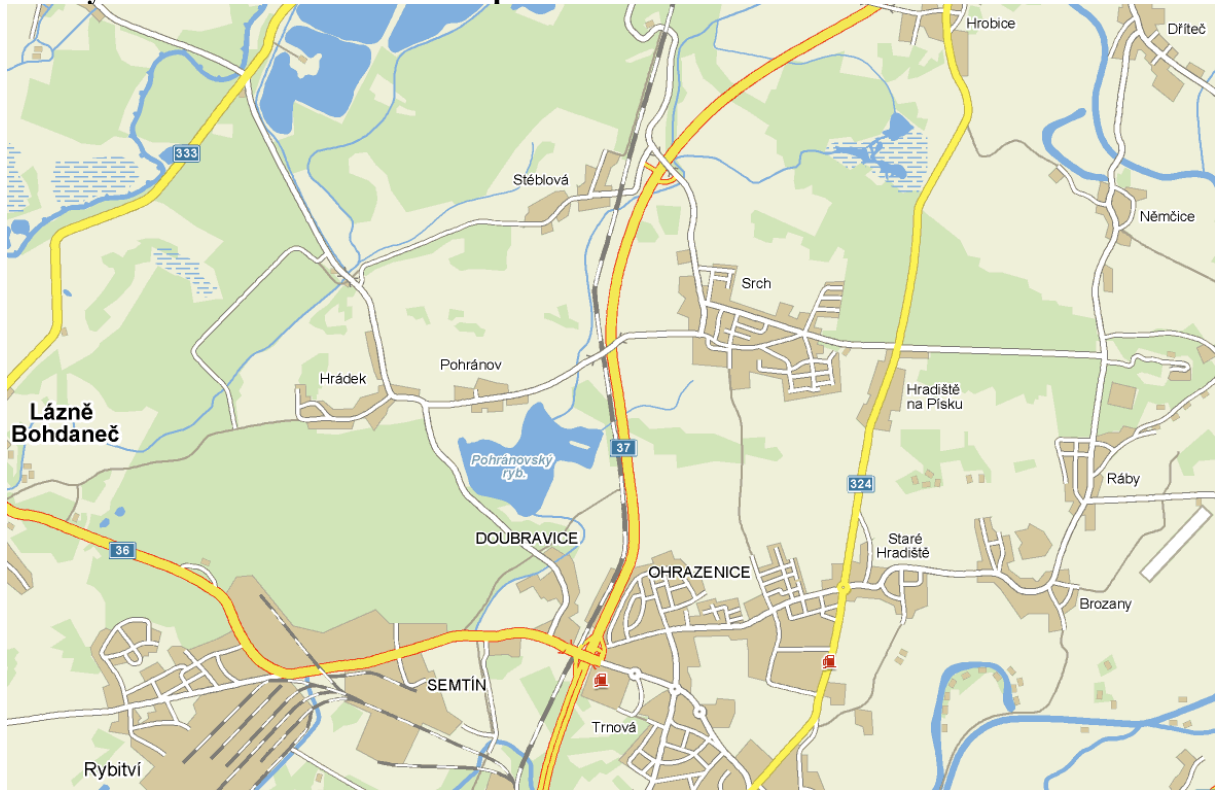 Hrobice
Dříteč
333
Stéblová
Němčice
Srch
Pohránov
Hrádek
Hradiště
na Písku
Lázně
Bohdaneč
Pohránovský
ryb.
37
Ráby
324
DOUBRAVICE
Staré
Hradiště
36
OHRAZENICE
Brozany
SEMTÍN
Trnová
Rybitví